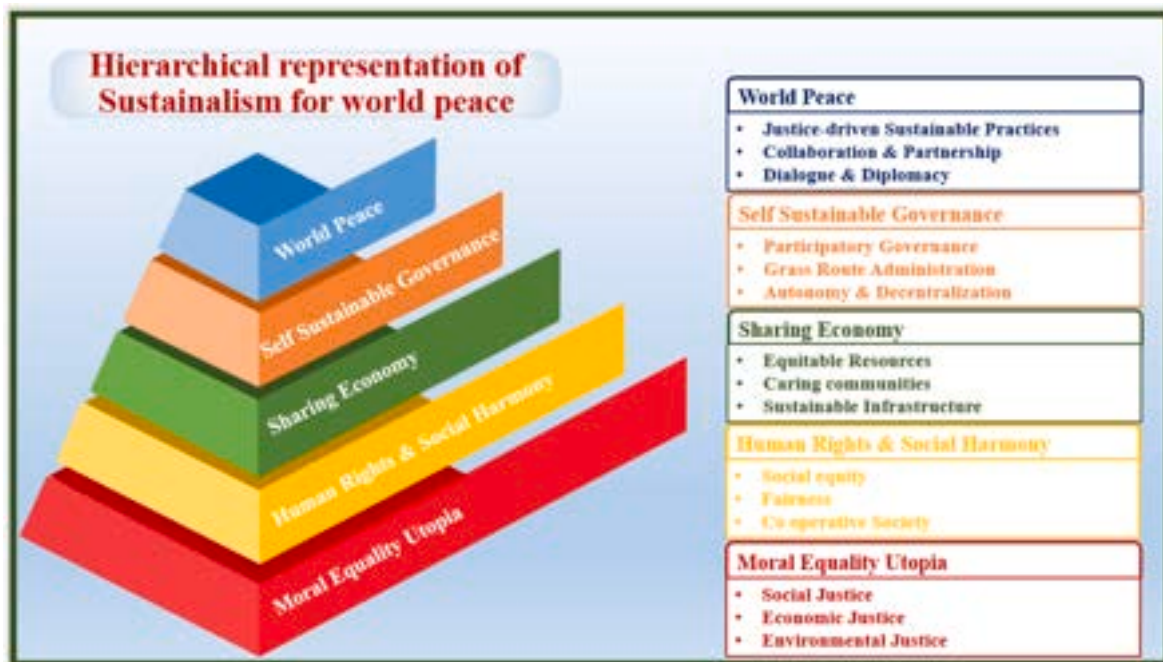 Hierarchical representation of
Sustainalism for world peace
World Peace
Self Sustainable Governance
Sharing Economy
Human Rights & Social Harmony
Moral Equality Utopia
World Peace
• Justice-driven Sustainable Practices
• Collaboration & Partnership
• Dialogue & Diplomacy
Self Sustainable Governance
• Participatory Governance
• Grass Route Administration
• Autonomy & Decentralization
Sharing Economy
• Equitable Resources
• Caring communities
• Sustainable Infrastructure
Human Rights & Social Harmony
• Social equity
• Fairness
• Co operative Society
Moral Equality Utopia
• Social Justice
• Economic Justice
• Environmental Justice